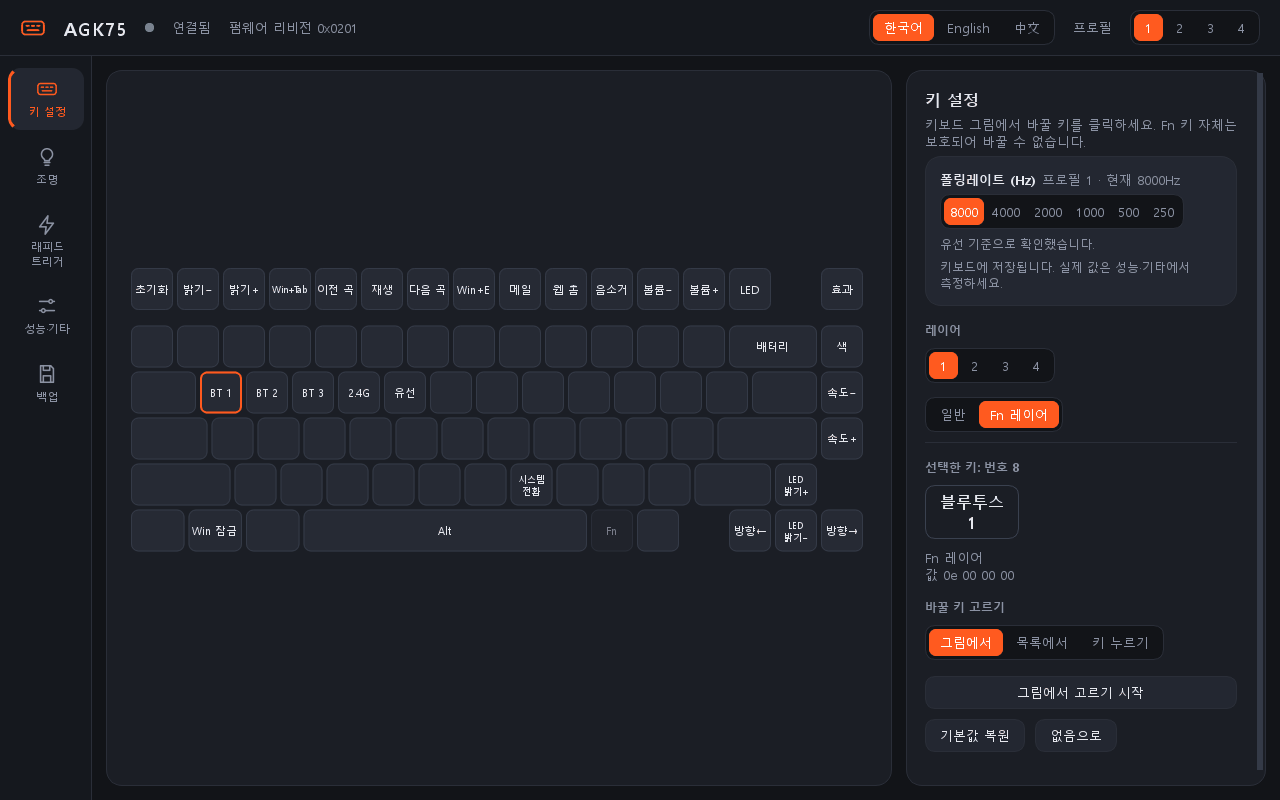 AGK75 연결됨 펌웨어 리비전 0x0201 한국어 English 中文 프로필 1 2 3 4
키 설정
조명
래피드
트리거
성능·기타
백업
초기화 밝기- 밝기+ Win+Tab 이전 곡 재생 다음 곡 Win+E 메일 웹 홈 음소거 볼륨- 볼륨+ LED 효과
배터리 색
BT 1 BT 2 BT 3 2.4G 유선 속도-
속도+
시스템
전환
LED
밝기+
Win 잠금 Alt Fn 방향← LED
밝기- 방향→
키 설정
키보드 그림에서 바꿀 키를 클릭하세요. Fn 키 자체는
보호되어 바꿀 수 없습니다.
폴링레이트 (Hz) 프로필 1 · 현재 8000Hz
8000 4000 2000 1000 500 250
유선 기준으로 확인했습니다.
키보드에 저장됩니다. 실제 값은 성능·기타에서
측정하세요.
레이어
1 2 3 4
일반 Fn 레이어
선택한 키: 번호 8
블루투스
1
Fn 레이어
값 0e 00 00 00
바꿀 키 고르기
그림에서 목록에서 키 누르기
그림에서 고르기 시작
기본값 복원 없음으로